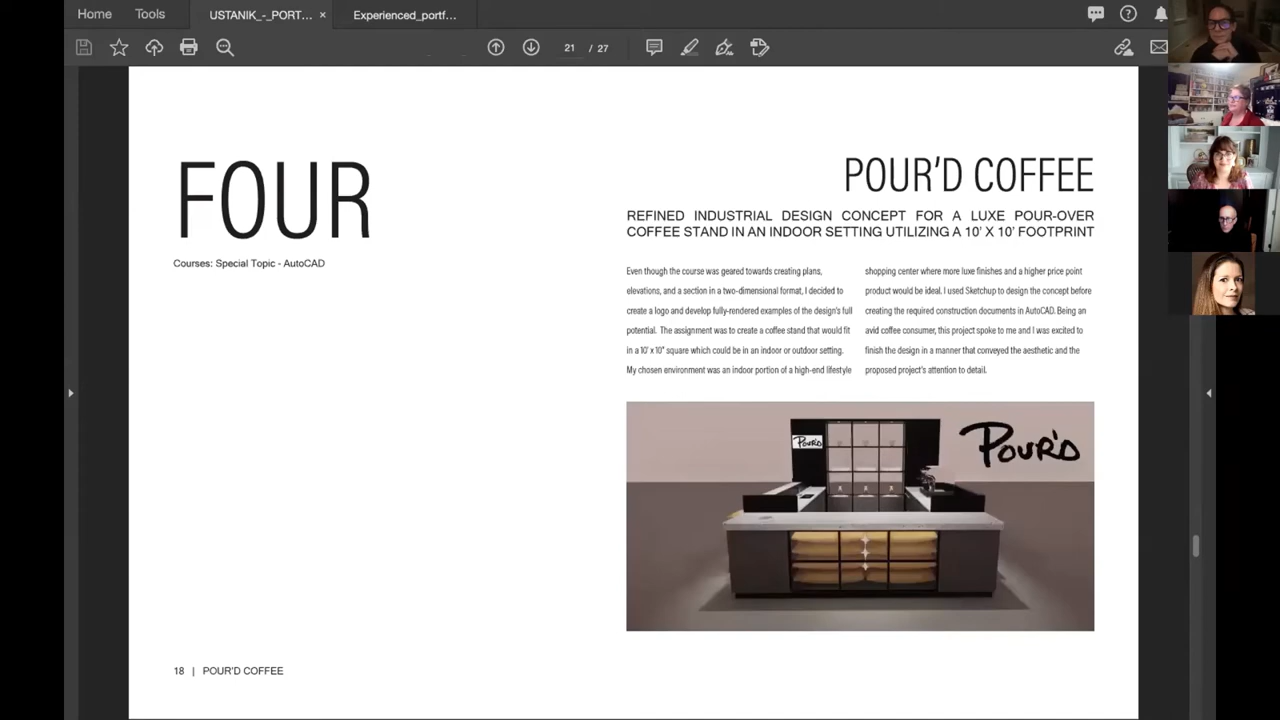 Home
Tools
USTANIK_-_PORT...
×
Experienced_portf...
21 / 27
FOUR
Courses: Special Topic - AutoCAD
POUR'D COFFEE
REFINED INDUSTRIAL DESIGN CONCEPT FOR A LUXE POUR-OVER
COFFEE STAND IN AN INDOOR SETTING UTILIZING A 10' X 10' FOOTPRINT
Even though the course was geared towards creating plans,
elevations, and a section in a two-dimensional format, I decided to
create a logo and develop fully-rendered examples of the design's full
potential. The assignment was to create a coffee stand that would fit
in a 10' x 10" square which could be in an indoor or outdoor setting.
My chosen environment was an indoor portion of a high-end lifestyle
shopping center where more luxe finishes and a higher price point
product would be ideal. I used Sketchup to design the concept before
creating the required construction documents in AutoCAD. Being an
avid coffee consumer, this project spoke to me and I was excited to
finish the design in a manner that conveyed the aesthetic and the
proposed project's attention to detail.
POUR'D
POUR'D
18 | POUR'D COFFEE